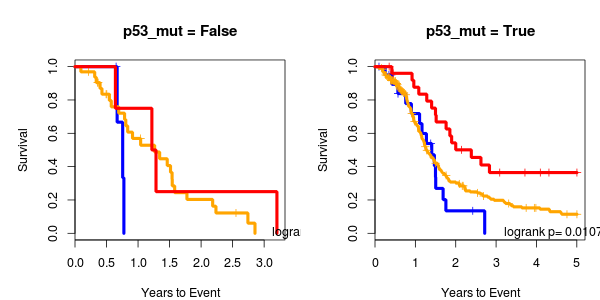 p53_mut = False
Survival
0.0 0.2 0.4 0.6 0.8 1.0
0.0 0.5 1.0 1.5 2.0 2.5 3.0
logra
Years to Event
p53_mut = True
Survival
0.0 0.2 0.4 0.6 0.8 1.0
0 1 2 3 4 5
logrank p= 0.0107
Years to Event